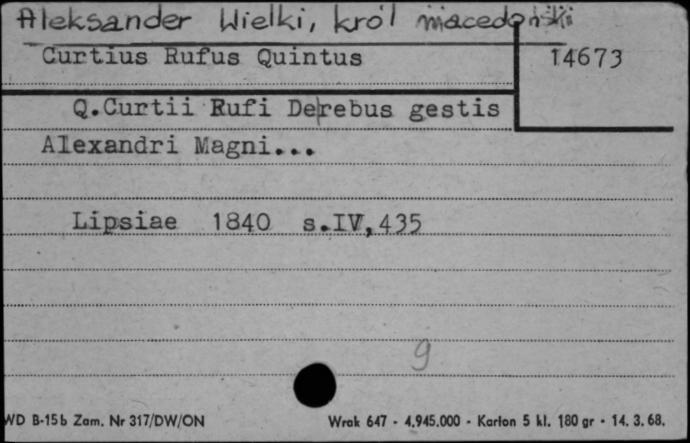 Aleksander Wielki, król macedoński
Curtius Rufus Quintus 14673
Q.Curtii Rufi De rebus gestis
Alexandri Magni...
Lipsiae 1840 s.IV,435
9
WD B-15b Zam. Nr 317/DW/ON Wrak 647 - 4.945.000 - Karton 5 kl. 180 gr - 14. 3. 68.